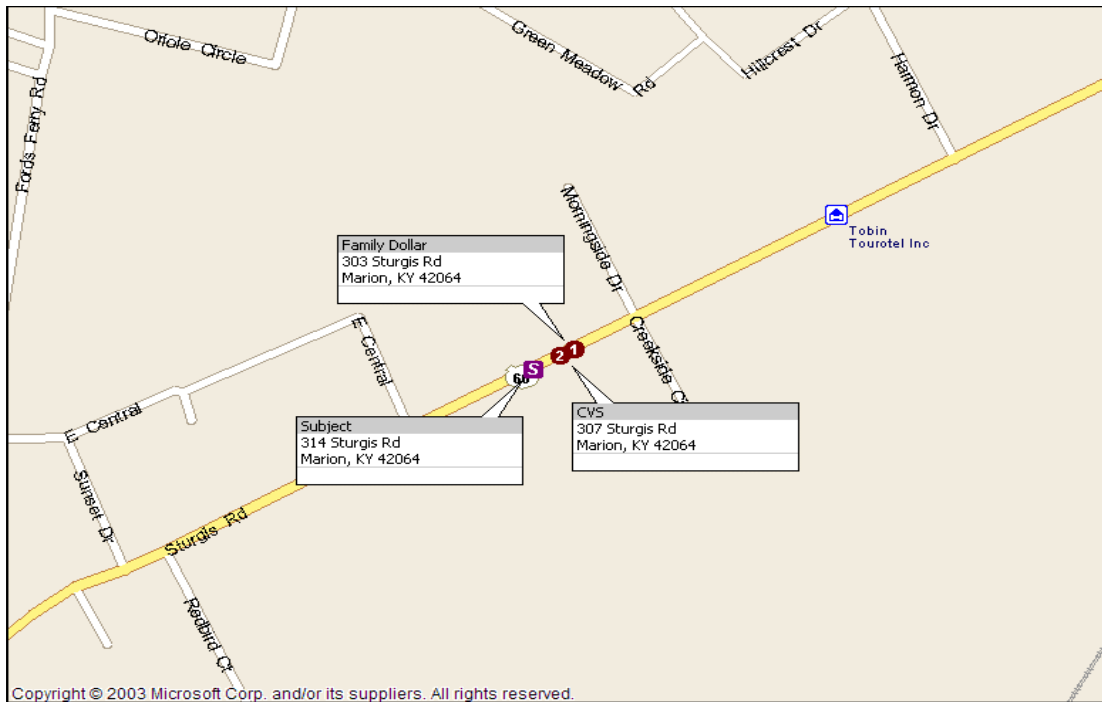 Oriole Circle
Green Meadow Rd
Hillcrest Dr
Harmon Dr
Fords Ferry Rd
Morningside Dr
Tobin
Tourotel Inc
Family Dollar
303 Sturgis Rd
Marion, KY 42064
E Central
Creekside
2
1
S
Subject
314 Sturgis Rd
Marion, KY 42064
CVS
307 Sturgis Rd
Marion, KY 42064
E Central
Sunset Dr
Sturgis Rd
Redbird Ct
Copyright © 2003 Microsoft Corp. and/or its suppliers. All rights reserved.